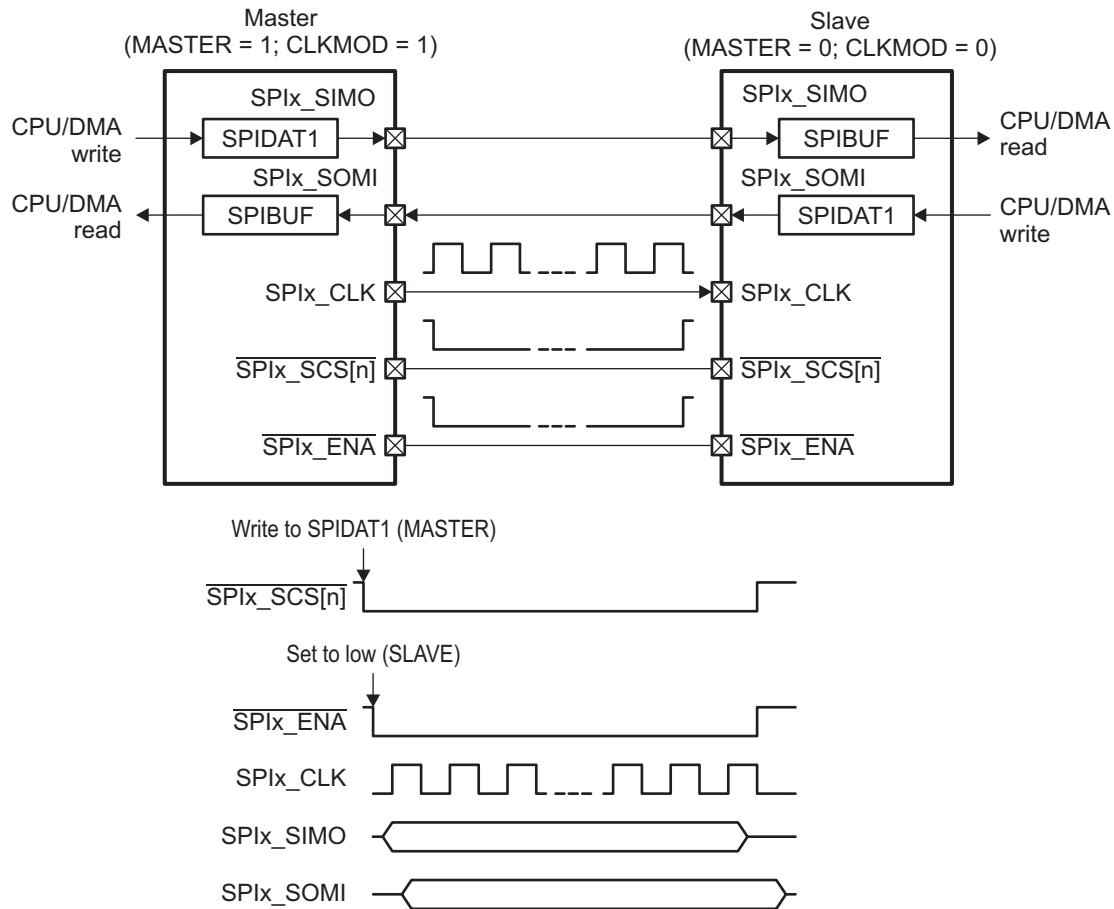 Master
(MASTER = 1; CLKMOD = 1)
Slave
(MASTER = 0; CLKMOD = 0)
SPIx_SIMO
SPIx_SIMO
CPU/DMA
write
SPIDAT1
SPIBUF
CPU/DMA
read
SPIx_SOMI
SPIx_SOMI
CPU/DMA
read
SPIBUF
SPIDAT1
CPU/DMA
write
SPIx_CLK
SPIx_CLK
SPIx_SCS[n]
SPIx_SCS[n]
SPIx_ENA
SPIx_ENA
Write to SPIDAT1 (MASTER)
SPIx_SCS[n]
Set to low (SLAVE)
SPIx_ENA
SPIx_CLK
SPIx_SIMO
SPIx_SOMI